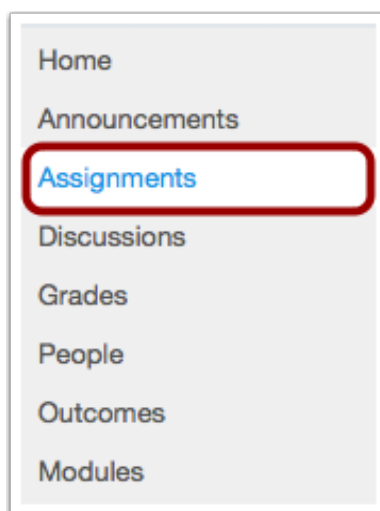 Home
Announcements
Assignments
Discussions
Grades
People
Outcomes
Modules